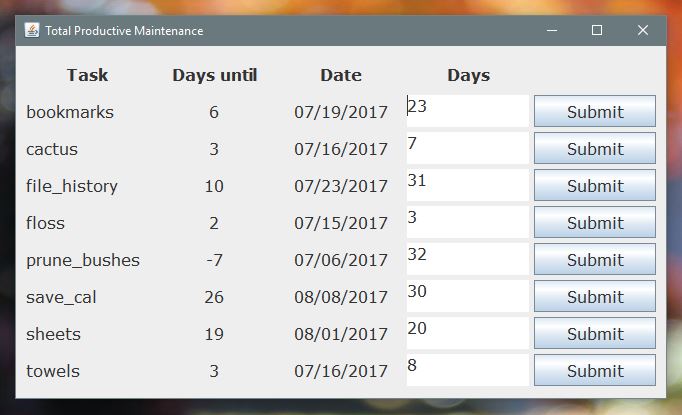 Total Productive Maintenance
Task Days until Date Days
bookmarks 6 07/19/2017 23 Submit
cactus 3 07/16/2017 7 Submit
file_history 10 07/23/2017 31 Submit
floss 2 07/15/2017 3 Submit
prune_bushes -7 07/06/2017 32 Submit
save_cal 26 08/08/2017 30 Submit
sheets 19 08/01/2017 20 Submit
towels 3 07/16/2017 8 Submit